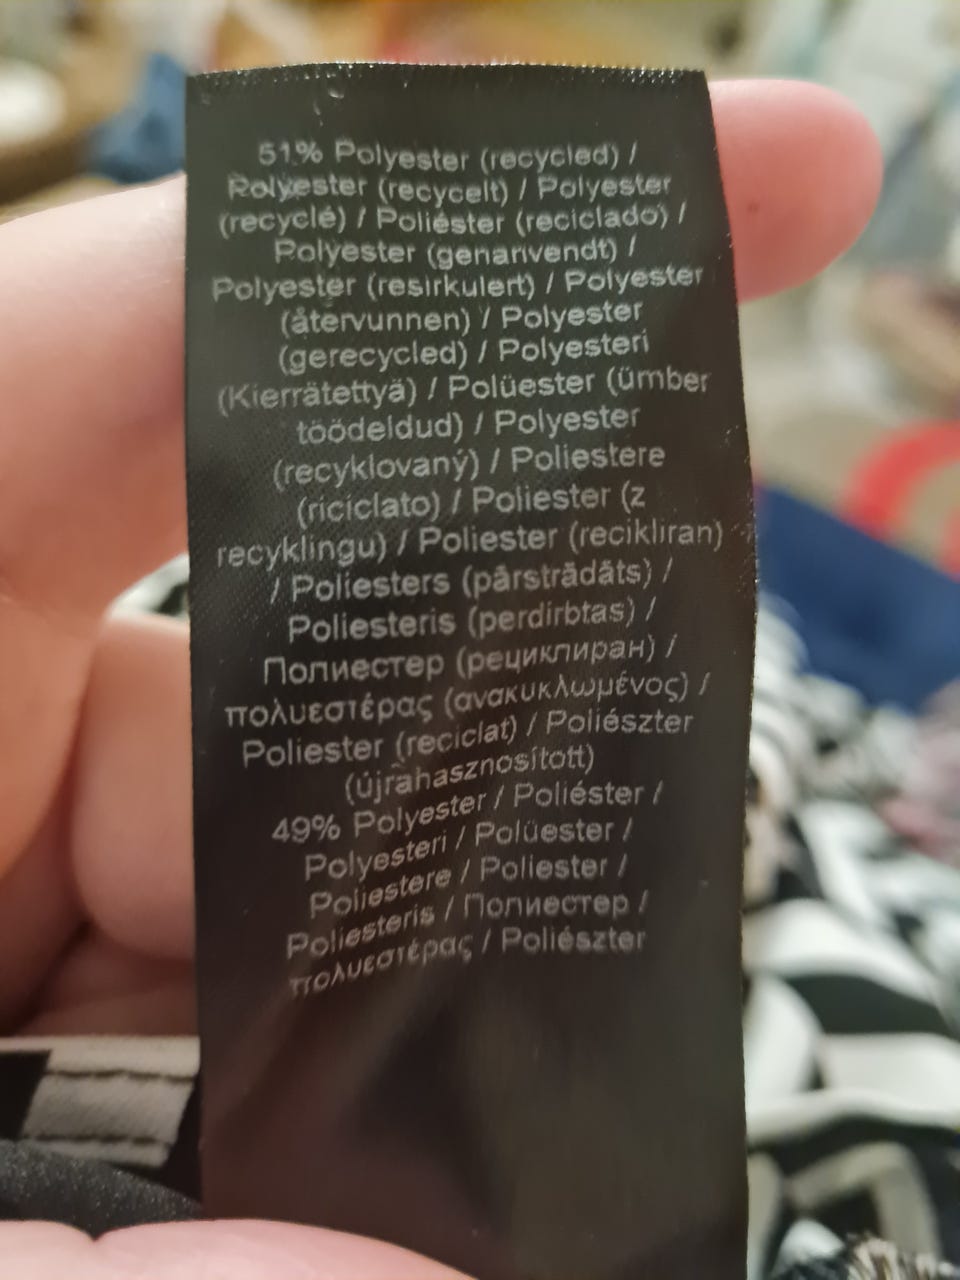 51% Polyester (recycled) /
Polyester (recycelt) / Polyester
(recyclé) / Poliéster (reciclado) /
Polyester (genanvendt) /
Polyester (resirkulert) / Polyester
(återvunnen) / Polyester
(gerecycled) / Polyesteri
(Kierrätettyä) / Polüester (ümber
töödeldud) / Polyester
(recyklovaný) / Poliestere
(riciclato) / Poliester (z
recyklingu) / Poliester (recikliran)
/ Poliesters (pārstrādāts) /
Poliesteris (perdirbtas) /
Полиестер (рециклиран) /
πολυεστέρας (ανακυκλωμένος) /
Poliester (reciclat) / Poliészter
(újrahasznosított)
49% Polyester / Poliéster /
Polyesteri / Polüester /
Poliestere / Poliester /
Poliesteris / Полиестер /
πολυεστέρας / Poliészter